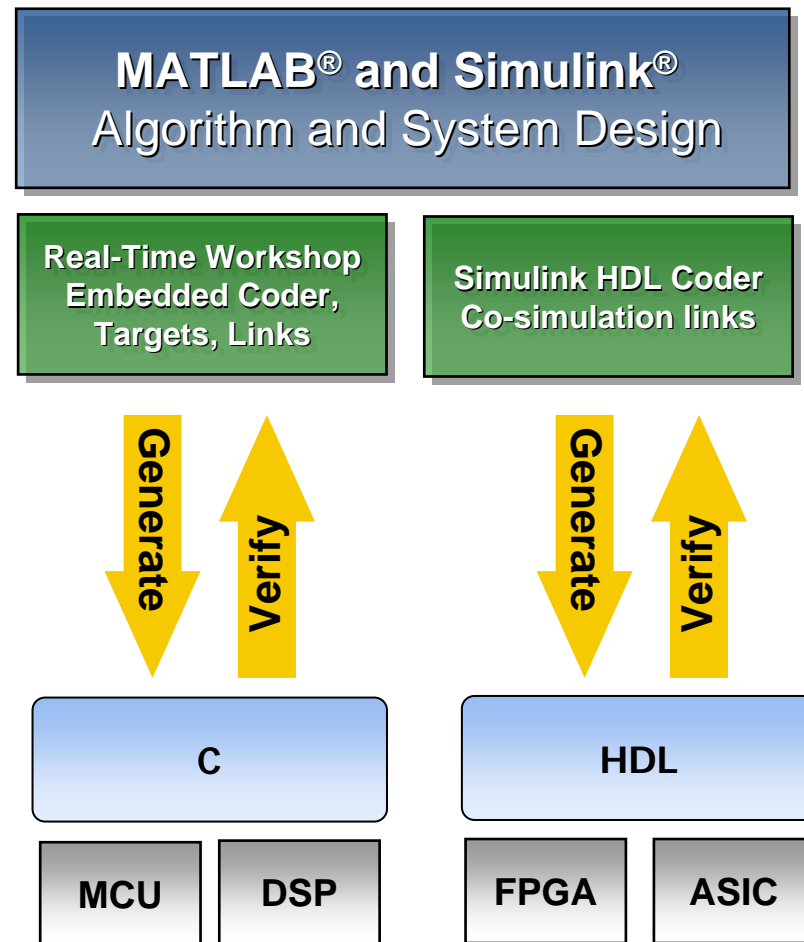 MATLAB® and Simulink®
Algorithm and System Design
Real-Time Workshop
Embedded Coder,
Targets, Links
Simulink HDL Coder
Co-simulation links
Generate
Verify
Generate
Verify
C
HDL
MCU
DSP
FPGA
ASIC